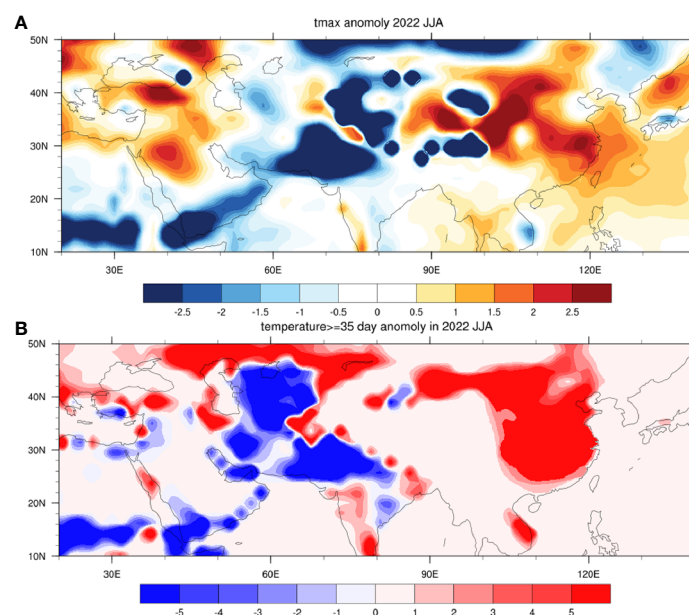 A
tmax anomoly 2022 JJA
50N
40N
30N
20N
10N
30E 60E 90E 120E
-2.5 -2 -1.5 -1 -0.5 0 0.5 1 1.5 2 2.5
B
temperature>=35 day anomoly in 2022 JJA
50N
40N
30N
20N
10N
30E 60E 90E 120E
-5 -4 -3 -2 -1 0 1 2 3 4 5